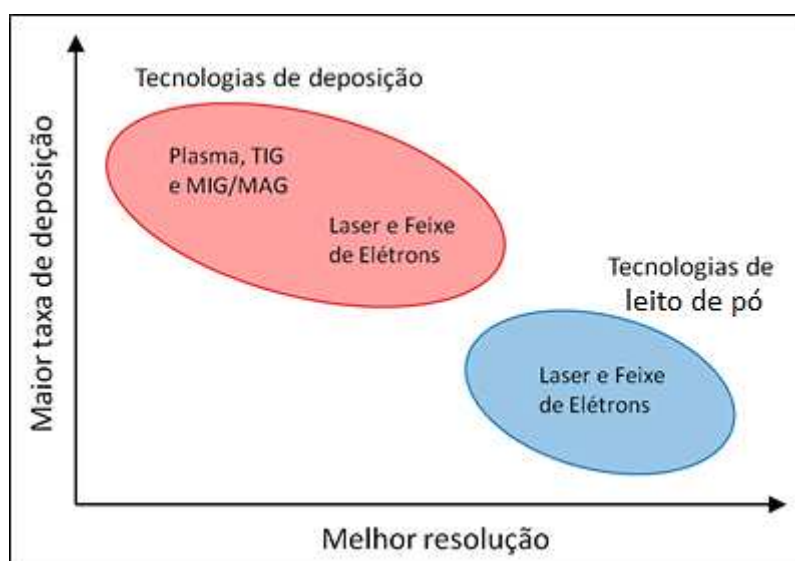 Tecnologias de deposição
Plasma, TIG
e MIG/MAG
Laser e Feixe
de Elétrons
Tecnologias de
leito de pó
Laser e Feixe
de Elétrons
Maior taxa de deposição
Melhor resolução